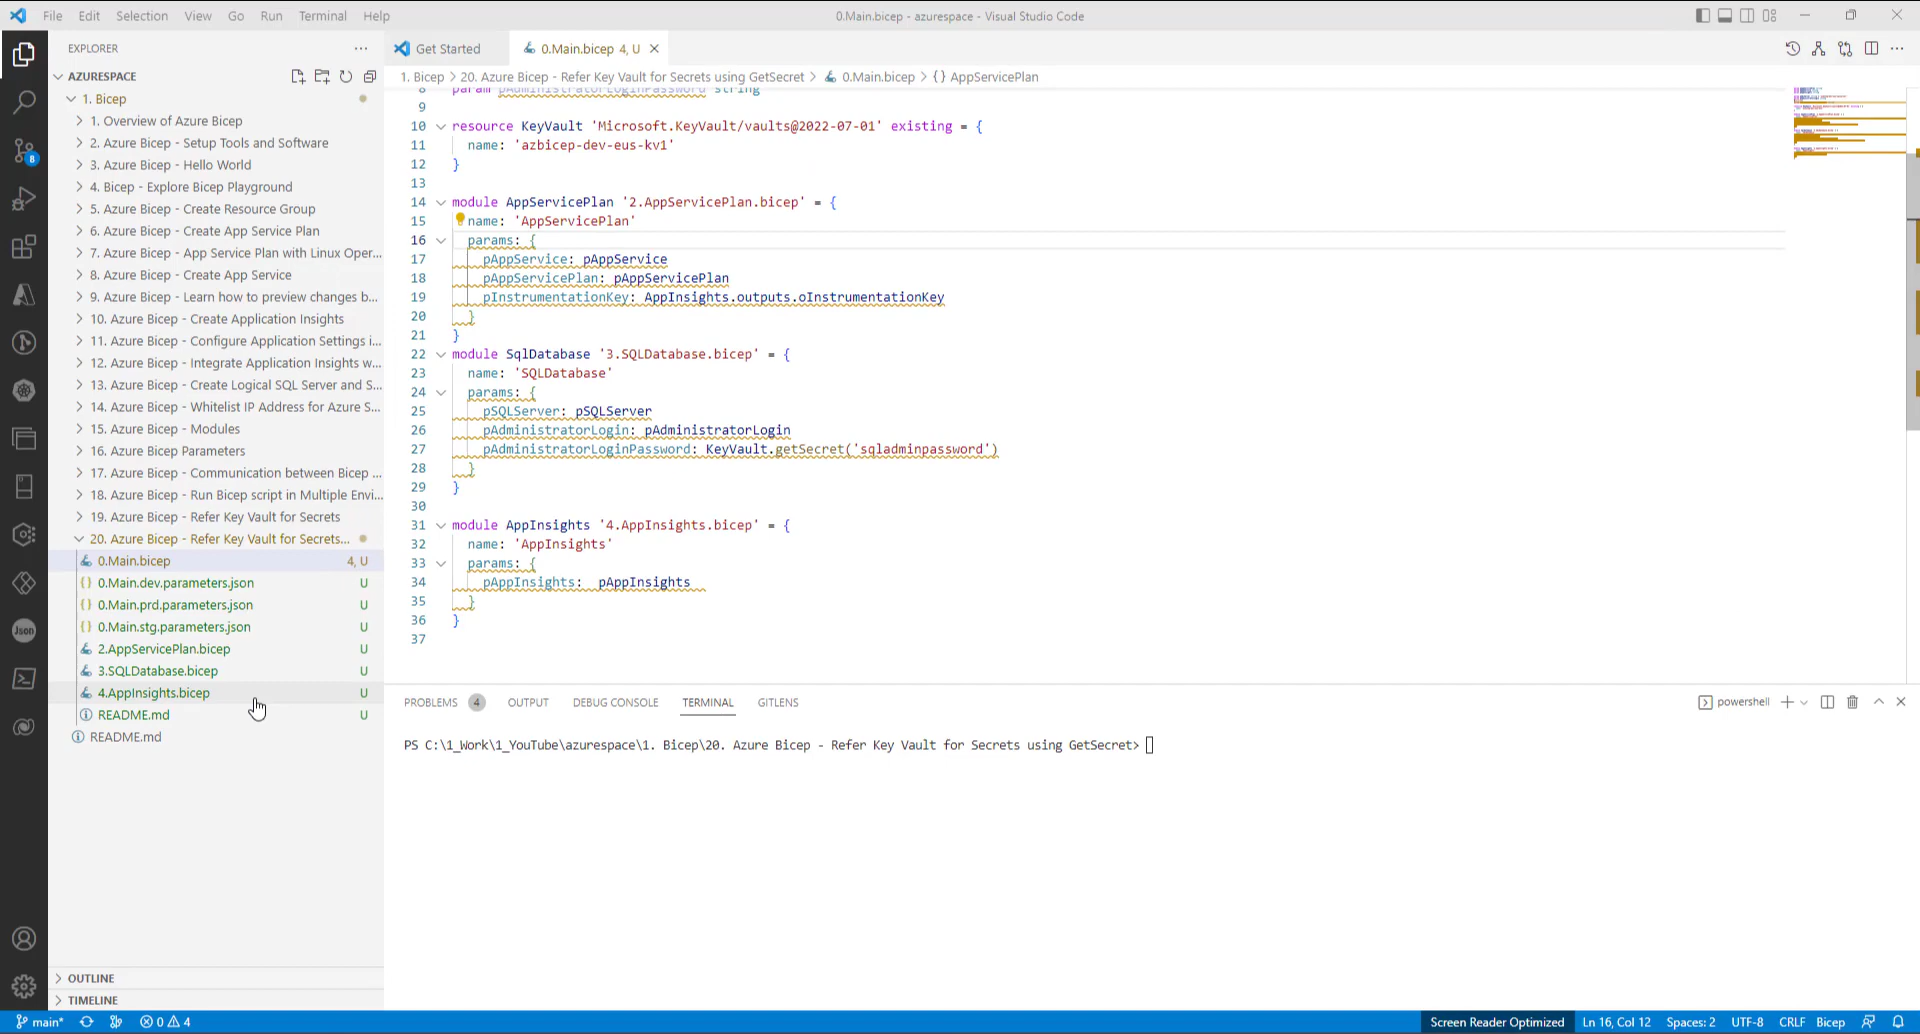 File Edit Selection View Go Run Terminal Help
0.Main.bicep - azurespace - Visual Studio Code
EXPLORER
AZURESPACE
1. Bicep
1. Overview of Azure Bicep
2. Azure Bicep - Setup Tools and Software
3. Azure Bicep - Hello World
4. Bicep - Explore Bicep Playground
5. Azure Bicep - Create Resource Group
6. Azure Bicep - Create App Service Plan
7. Azure Bicep - App Service Plan with Linux Oper...
8. Azure Bicep - Create App Service
9. Azure Bicep - Learn how to preview changes b...
10. Azure Bicep - Create Application Insights
11. Azure Bicep - Configure Application Settings i...
12. Azure Bicep - Integrate Application Insights w...
13. Azure Bicep - Create Logical SQL Server and S...
14. Azure Bicep - Whitelist IP Address for Azure S...
15. Azure Bicep - Modules
16. Azure Bicep Parameters
17. Azure Bicep - Communication between Bicep ...
18. Azure Bicep - Run Bicep script in Multiple Envi...
19. Azure Bicep - Refer Key Vault for Secrets
20. Azure Bicep - Refer Key Vault for Secrets...
0.Main.bicep 4, U
{} 0.Main.dev.parameters.json U
{} 0.Main.prd.parameters.json U
{} 0.Main.stg.parameters.json U
2.AppServicePlan.bicep U
3.SQLDatabase.bicep U
4.AppInsights.bicep U
README.md U
README.md
OUTLINE
TIMELINE
8
Json
Get Started
0.Main.bicep 4, U
1. Bicep > 20. Azure Bicep - Refer Key Vault for Secrets using GetSecret > 0.Main.bicep > {} AppServicePlan
8 param pAdministratorLoginPassword string
9
10 resource KeyVault 'Microsoft.KeyVault/vaults@2022-07-01' existing = {
11 name: 'azbicep-dev-eus-kv1'
12 }
13
14 module AppServicePlan '2.AppServicePlan.bicep' = {
15 name: 'AppServicePlan'
16 params: {
17 pAppService: pAppService
18 pAppServicePlan: pAppServicePlan
19 pInstrumentationKey: AppInsights.outputs.oInstrumentationKey
20 }
21 }
22 module SqlDatabase '3.SQLDatabase.bicep' = {
23 name: 'SQLDatabase'
24 params: {
25 pSQLServer: pSQLServer
26 pAdministratorLogin: pAdministratorLogin
27 pAdministratorLoginPassword: KeyVault.getSecret('sqladminpassword')
28 }
29 }
30
31 module AppInsights '4.AppInsights.bicep' = {
32 name: 'AppInsights'
33 params: {
34 pAppInsights: pAppInsights
35 }
36 }
37
PROBLEMS 4 OUTPUT DEBUG CONSOLE TERMINAL GITLENS
powershell
PS C:\1_Work\1_YouTube\azurespace\1. Bicep\20. Azure Bicep - Refer Key Vault for Secrets using GetSecret>
main* 0 4
Screen Reader Optimized Ln 16, Col 12 Spaces: 2 UTF-8 CRLF Bicep